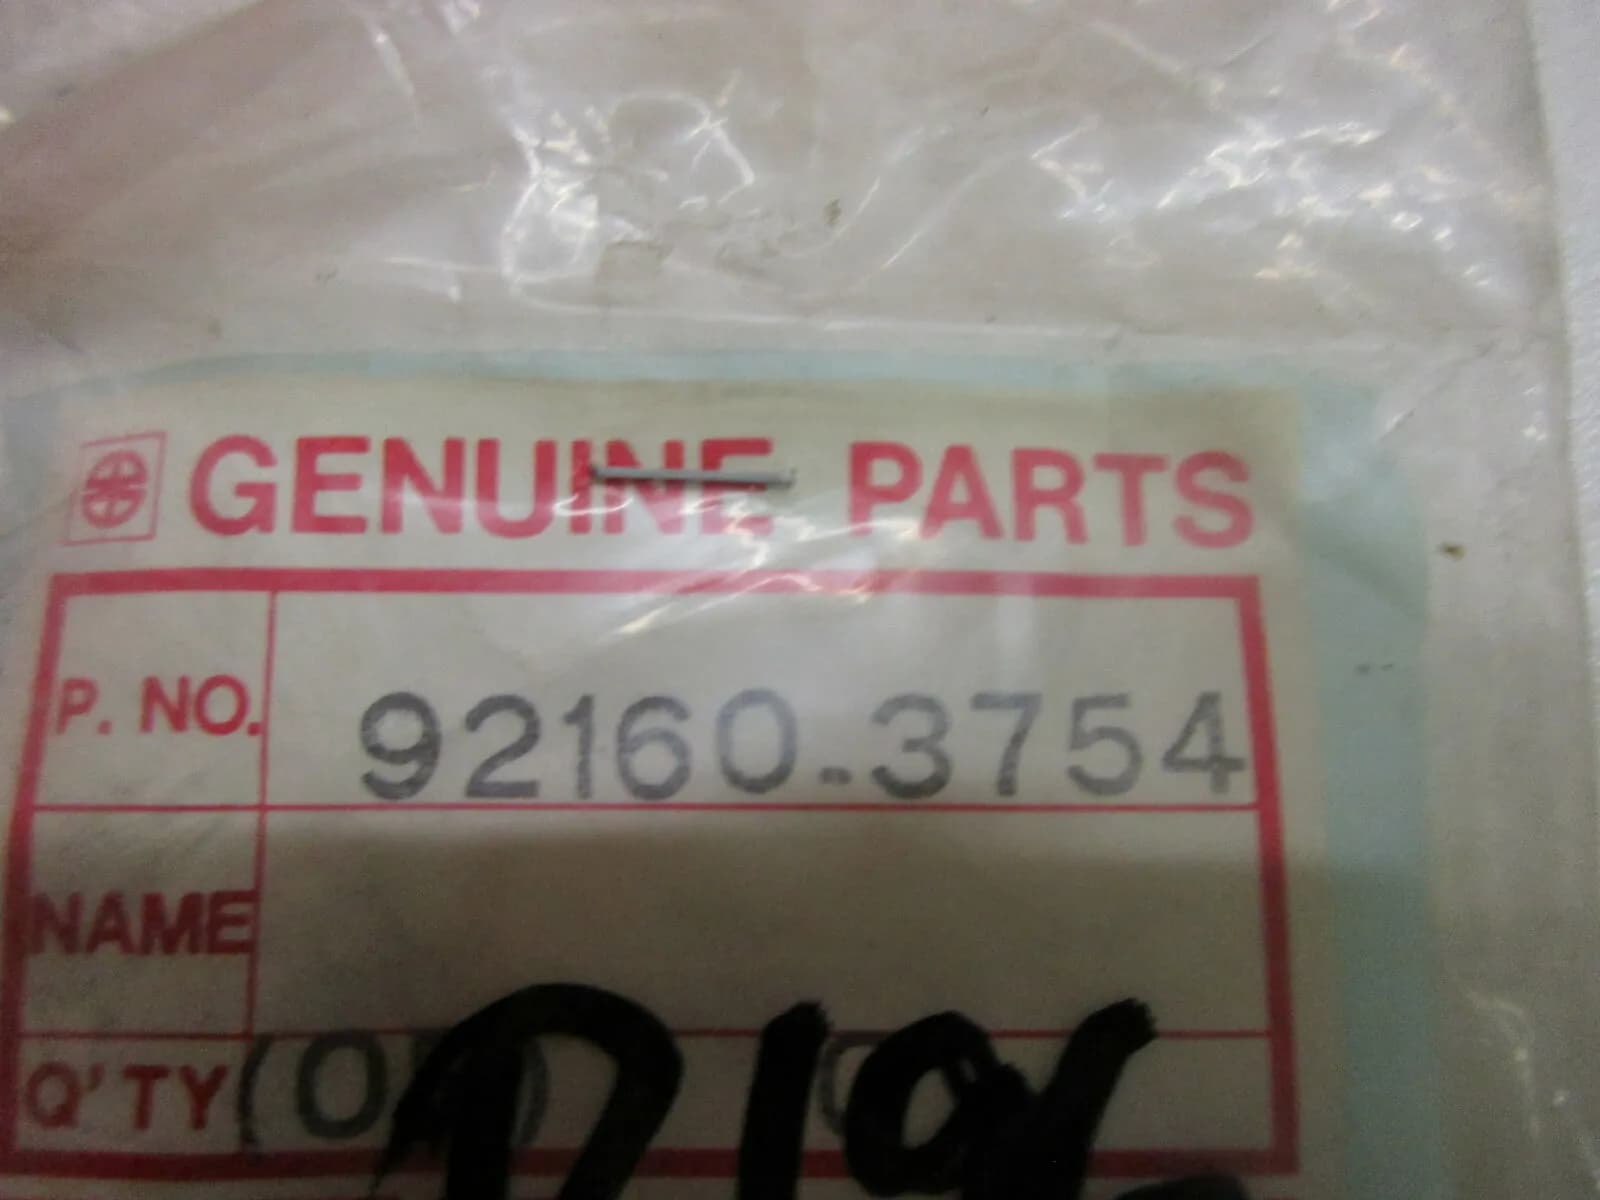 GENUINE PARTS
P. NO. 92160-3754
NAME
Q'TY